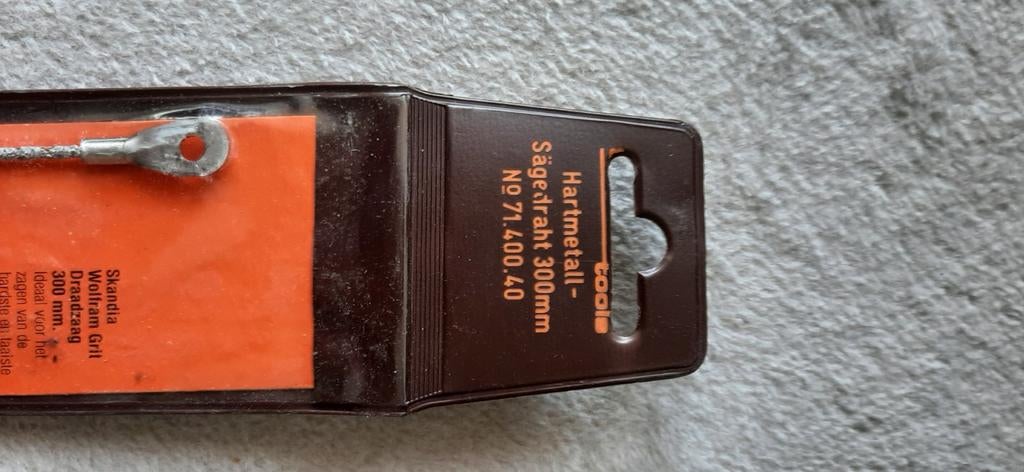 tool
Hartmetall-
Sägedraht 300mm
Nº 71.400.40
Skandia
Wolfram Grit
Draadzaag
300 mm.
Ideaal voor het
zagen van de
hardste en taaiste